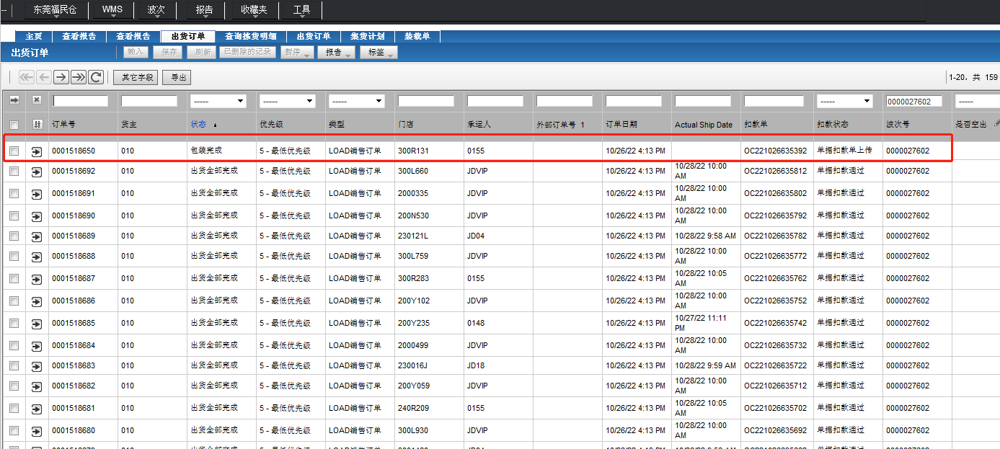 东莞福民仓 WMS 波次 报告 收藏夹 工具
主页 查看报告 查看报告 出货订单 查询拣货明细 出货订单 集货计划 装载单
出货订单 输入 保存 刷新 已删除的记录 暂停 报告 标签
其它字段 导出 1-20，共 159
----- ----- ----- ----- 0000027602 -----
订单号 货主 状态 优先级 类型 门店 承运人 外部订单号 1 订单日期 Actual Ship Date 扣款单 扣款状态 波次号 是否空出
0001518650 010 包装完成 5 - 最低优先级 LOAD销售订单 300R131 0155 10/26/22 4:13 PM OC221026635392 单据扣款单上传 0000027602
0001518692 010 出货全部完成 5 - 最低优先级 LOAD销售订单 300L660 JDVIP 10/26/22 4:13 PM 10/28/22 10:00 AM OC221026635812 单据扣款通过 0000027602
0001518691 010 出货全部完成 5 - 最低优先级 LOAD销售订单 2000335 JDVIP 10/26/22 4:13 PM 10/28/22 10:00 AM OC221026635802 单据扣款通过 0000027602
0001518690 010 出货全部完成 5 - 最低优先级 LOAD销售订单 200N530 JDVIP 10/26/22 4:13 PM 10/28/22 10:00 AM OC221026635792 单据扣款通过 0000027602
0001518689 010 出货全部完成 5 - 最低优先级 LOAD销售订单 230121L JD04 10/26/22 4:13 PM 10/28/22 9:58 AM OC221026635782 单据扣款通过 0000027602
0001518688 010 出货全部完成 5 - 最低优先级 LOAD销售订单 300L759 JDVIP 10/26/22 4:13 PM 10/28/22 10:00 AM OC221026635772 单据扣款通过 0000027602
0001518687 010 出货全部完成 5 - 最低优先级 LOAD销售订单 300R283 0155 10/26/22 4:13 PM 10/28/22 10:05 AM OC221026635762 单据扣款通过 0000027602
0001518686 010 出货全部完成 5 - 最低优先级 LOAD销售订单 200Y102 JDVIP 10/26/22 4:13 PM 10/28/22 10:00 AM OC221026635752 单据扣款通过 0000027602
0001518685 010 出货全部完成 5 - 最低优先级 LOAD销售订单 200Y235 0148 10/26/22 4:13 PM 10/27/22 11:11 PM OC221026635742 单据扣款通过 0000027602
0001518684 010 出货全部完成 5 - 最低优先级 LOAD销售订单 2000499 JDVIP 10/26/22 4:13 PM 10/28/22 10:00 AM OC221026635732 单据扣款通过 0000027602
0001518683 010 出货全部完成 5 - 最低优先级 LOAD销售订单 230016J JD18 10/26/22 4:13 PM 10/28/22 9:59 AM OC221026635722 单据扣款通过 0000027602
0001518682 010 出货全部完成 5 - 最低优先级 LOAD销售订单 200Y059 JDVIP 10/26/22 4:13 PM 10/28/22 10:00 AM OC221026635712 单据扣款通过 0000027602
0001518681 010 出货全部完成 5 - 最低优先级 LOAD销售订单 240R209 0155 10/26/22 4:13 PM 10/28/22 10:05 AM OC221026635702 单据扣款通过 0000027602
0001518680 010 出货全部完成 5 - 最低优先级 LOAD销售订单 300L930 JDVIP 10/26/22 4:13 PM 10/28/22 10:00 AM OC221026635692 单据扣款通过 0000027602